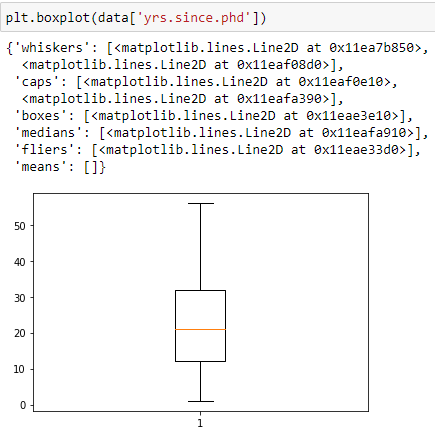 plt.boxplot(data['yrs.since.phd'])
{'whiskers': [<matplotlib.lines.Line2D at 0x11ea7b850>,
  <matplotlib.lines.Line2D at 0x11eaf08d0>],
 'caps': [<matplotlib.lines.Line2D at 0x11eaf0e10>,
  <matplotlib.lines.Line2D at 0x11eafa390>],
 'boxes': [<matplotlib.lines.Line2D at 0x11eae3e10>],
 'medians': [<matplotlib.lines.Line2D at 0x11eafa910>],
 'fliers': [<matplotlib.lines.Line2D at 0x11eae33d0>],
 'means': []}
50
40
30
20
10
0
1